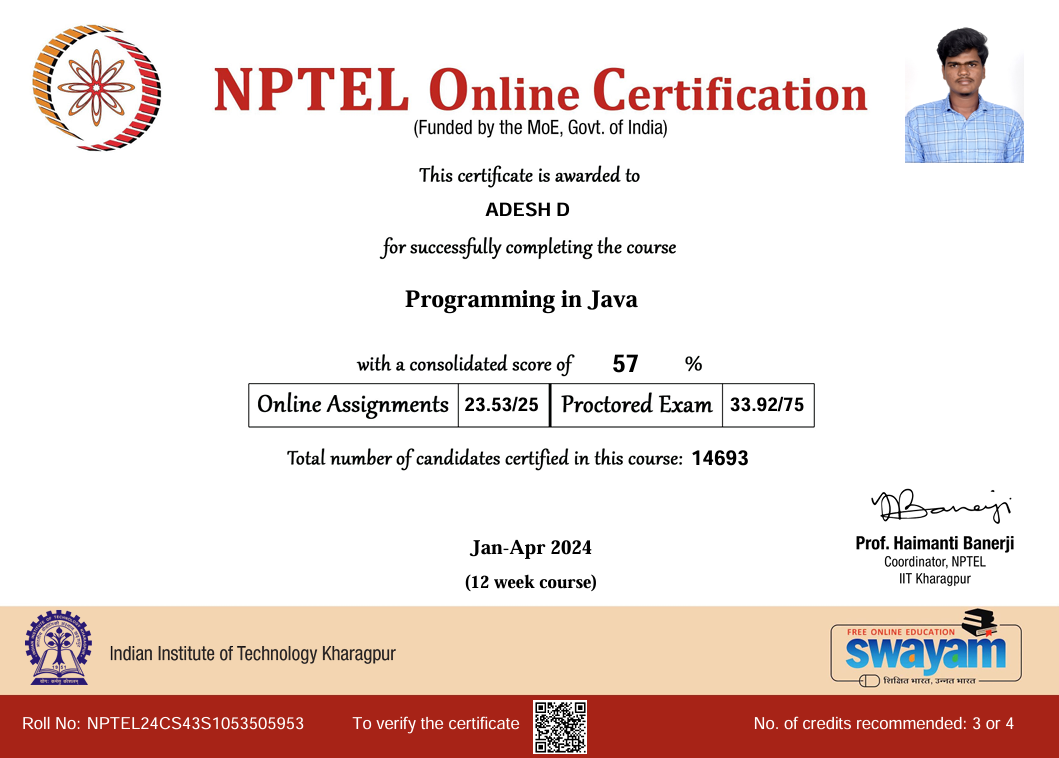 NPTEL Online Certification
(Funded by the MoE, Govt. of India)
This certificate is awarded to
ADESH D
for successfully completing the course
Programming in Java
with a consolidated score of 57 %
Online Assignments 23.53/25 Proctored Exam 33.92/75
Total number of candidates certified in this course: 14693
Jan-Apr 2024
(12 week course)
Banerji
Prof. Haimanti Banerji
Coordinator, NPTEL
IIT Kharagpur
Indian Institute of Technology Kharagpur
FREE ONLINE EDUCATION
swayam
शिक्षित भारत, उन्नत भारत
Roll No: NPTEL24CS43S1053505953
To verify the certificate
No. of credits recommended: 3 or 4